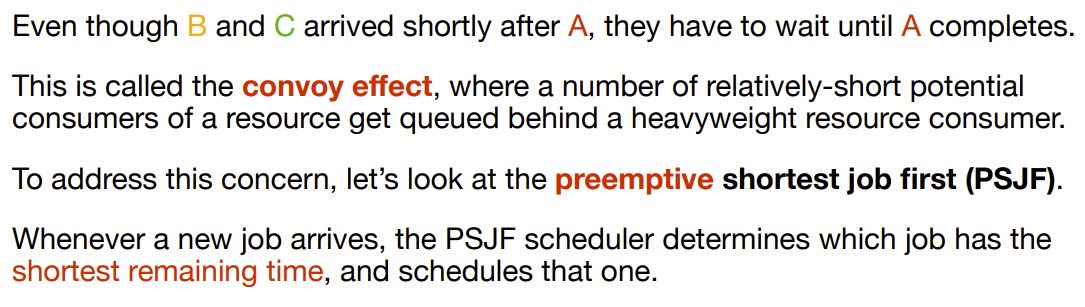 Even though B and C arrived shortly after A, they have to wait until A completes.
This is called the convoy effect, where a number of relatively-short potential
consumers of a resource get queued behind a heavyweight resource consumer.
To address this concern, let’s look at the preemptive shortest job first (PSJF).
Whenever a new job arrives, the PSJF scheduler determines which job has the
shortest remaining time, and schedules that one.